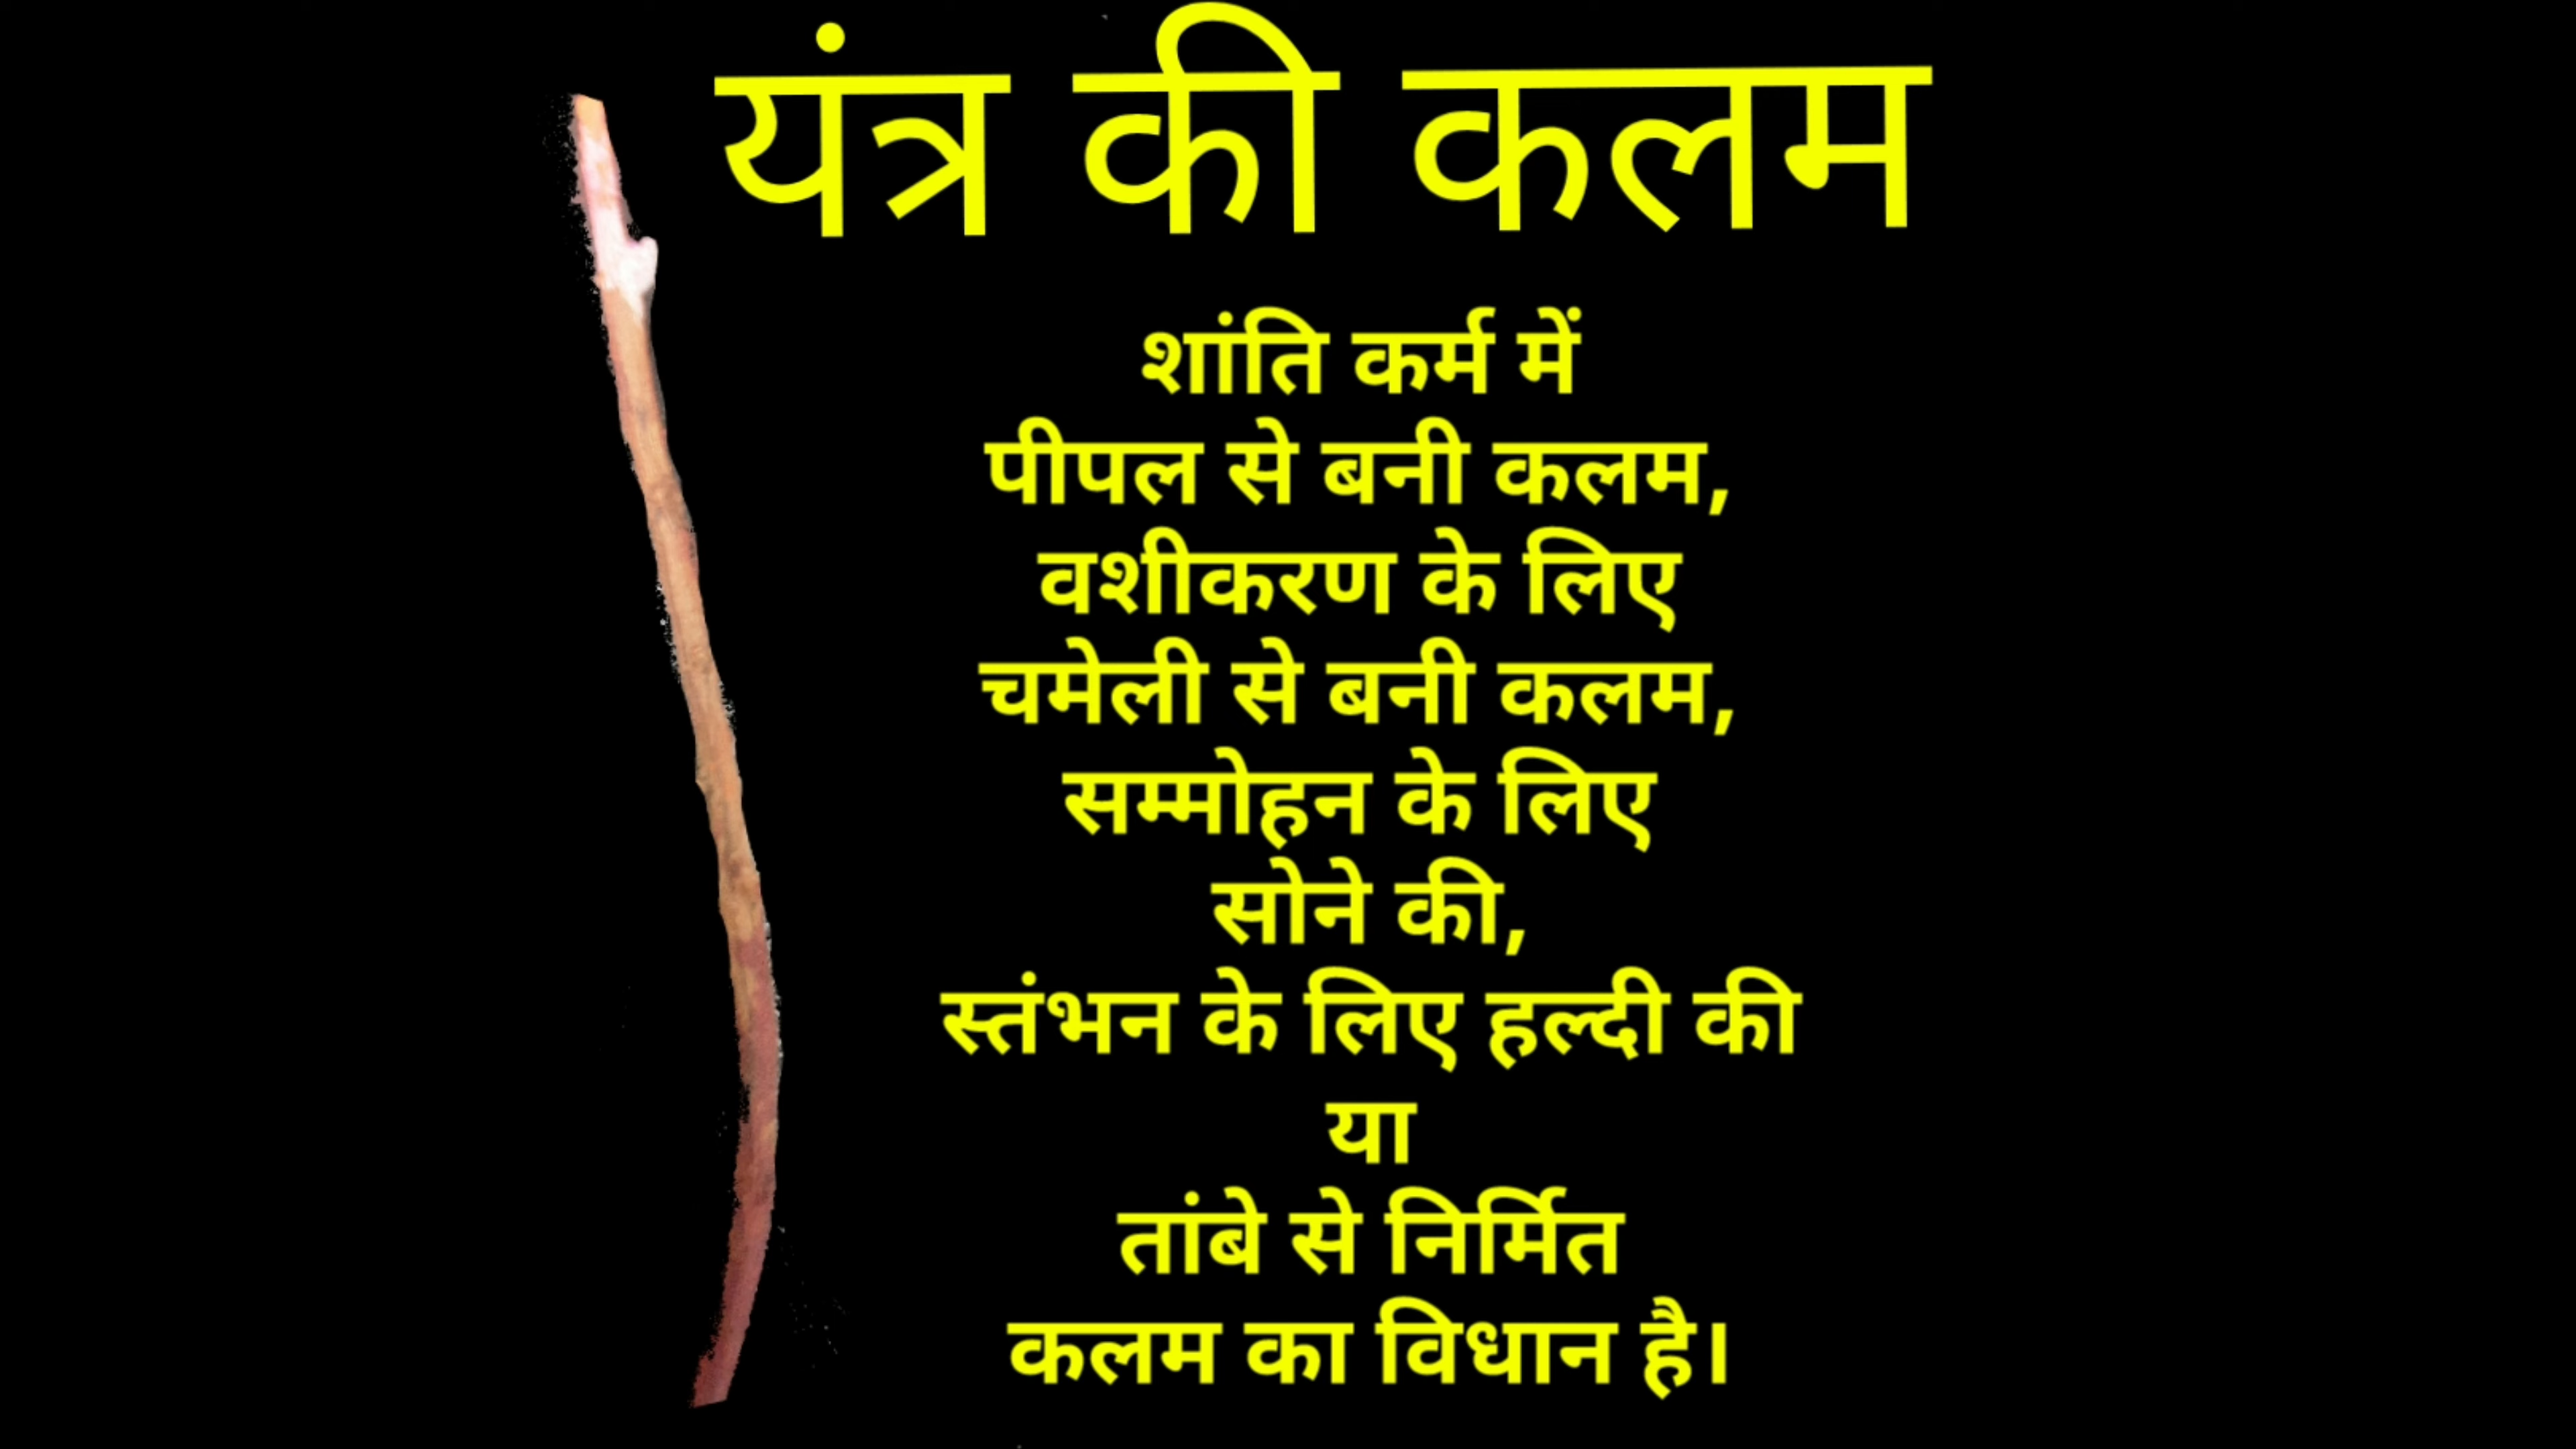 यंत्र की कलम
शांति कर्म में
पीपल से बनी कलम,
वशीकरण के लिए
चमेली से बनी कलम,
सम्मोहन के लिए
सोने की,
स्तंभन के लिए हल्दी की
या
तांबे से निर्मित
कलम का विधान है।